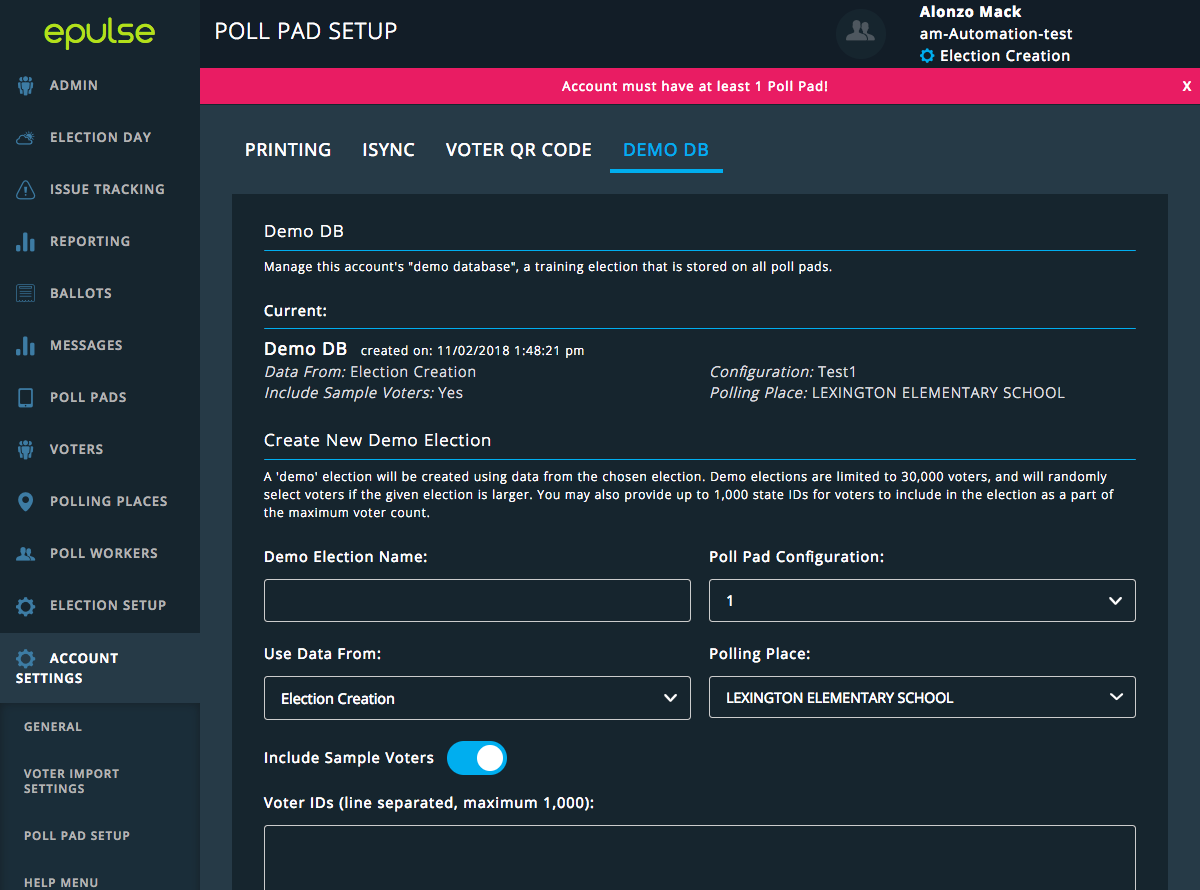 epulse
POLL PAD SETUP
Alonzo Mack
am-Automation-test
Election Creation
Account must have at least 1 Poll Pad!
X
ADMIN
ELECTION DAY
ISSUE TRACKING
REPORTING
BALLOTS
MESSAGES
POLL PADS
VOTERS
POLLING PLACES
POLL WORKERS
ELECTION SETUP
ACCOUNT
SETTINGS
GENERAL
VOTER IMPORT
SETTINGS
POLL PAD SETUP
HELP MENU
PRINTING
ISYNC
VOTER QR CODE
DEMO DB
Demo DB
Manage this account's "demo database", a training election that is stored on all poll pads.
Current:
Demo DB created on: 11/02/2018 1:48:21 pm
Data From: Election Creation
Configuration: Test1
Include Sample Voters: Yes
Polling Place: LEXINGTON ELEMENTARY SCHOOL
Create New Demo Election
A 'demo' election will be created using data from the chosen election. Demo elections are limited to 30,000 voters, and will randomly
select voters if the given election is larger. You may also provide up to 1,000 state IDs for voters to include in the election as a part of
the maximum voter count.
Demo Election Name:
Poll Pad Configuration:
1
Use Data From:
Polling Place:
Election Creation
LEXINGTON ELEMENTARY SCHOOL
Include Sample Voters
Voter IDs (line separated, maximum 1,000):